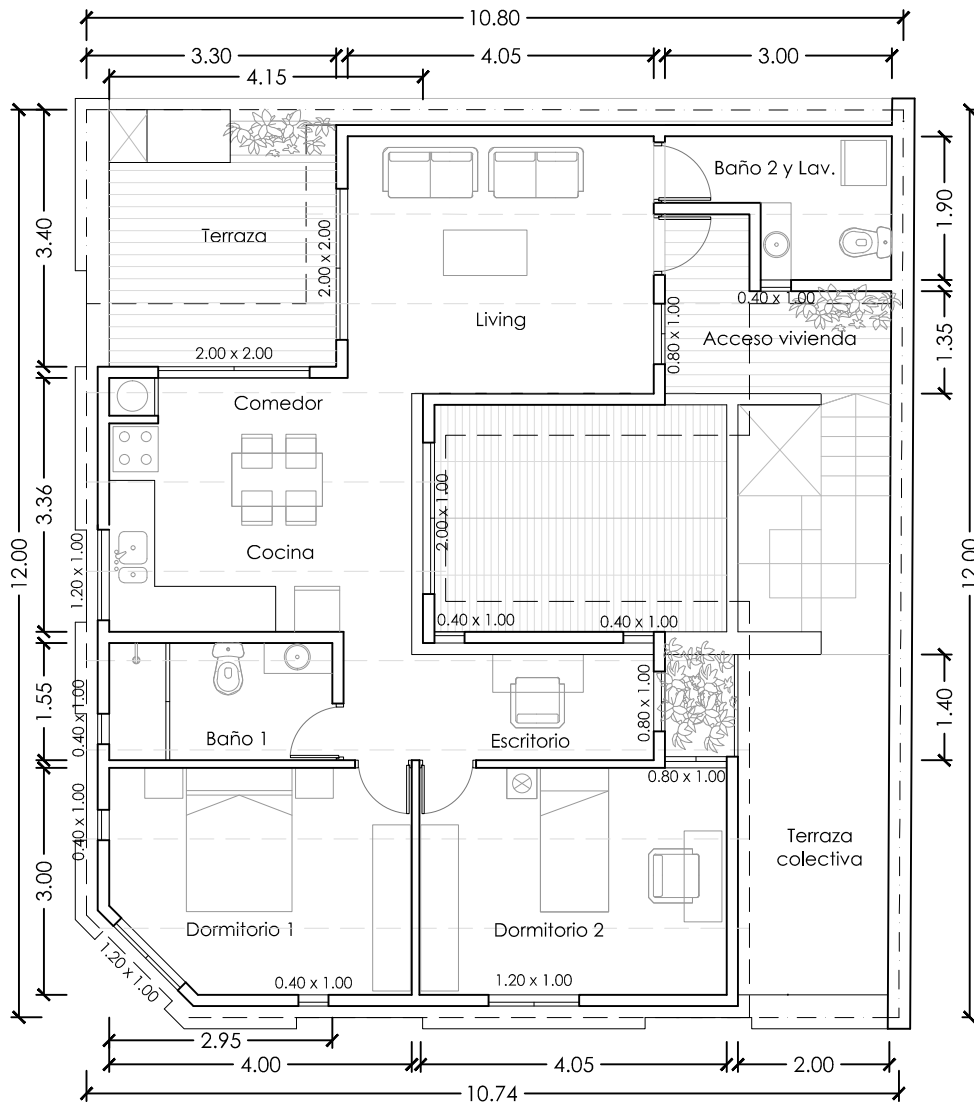 10.80
3.30
4.05
3.00
4.15
Baño 2 y Lav.
1.90
3.40
Terraza
2.00 x 2.00
Living
0.40 x 1.00
0.80 x 1.00
Acceso vivienda
1.35
2.00 x 2.00
Comedor
3.36
2.00 x 1.00
Cocina
12.00
12.00
1.20 x 1.00
0.40 x 1.00
0.40 x 1.00
1.55
0.40 x 1.00
Baño 1
Escritorio
0.80 x 1.00
1.40
0.80 x 1.00
0.40 x 1.00
3.00
Terraza
colectiva
Dormitorio 1
Dormitorio 2
1.20 x 1.00
0.40 x 1.00
1.20 x 1.00
2.95
4.00
4.05
2.00
10.74